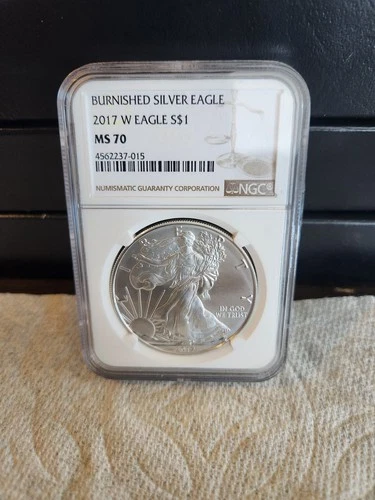 BURNISHED SILVER EAGLE
2017 W EAGLE S$1
MS 70
4562237-015
NUMISMATIC GUARANTY CORPORATION
NGC®
LIBERTY
IN GOD
WE TRUST